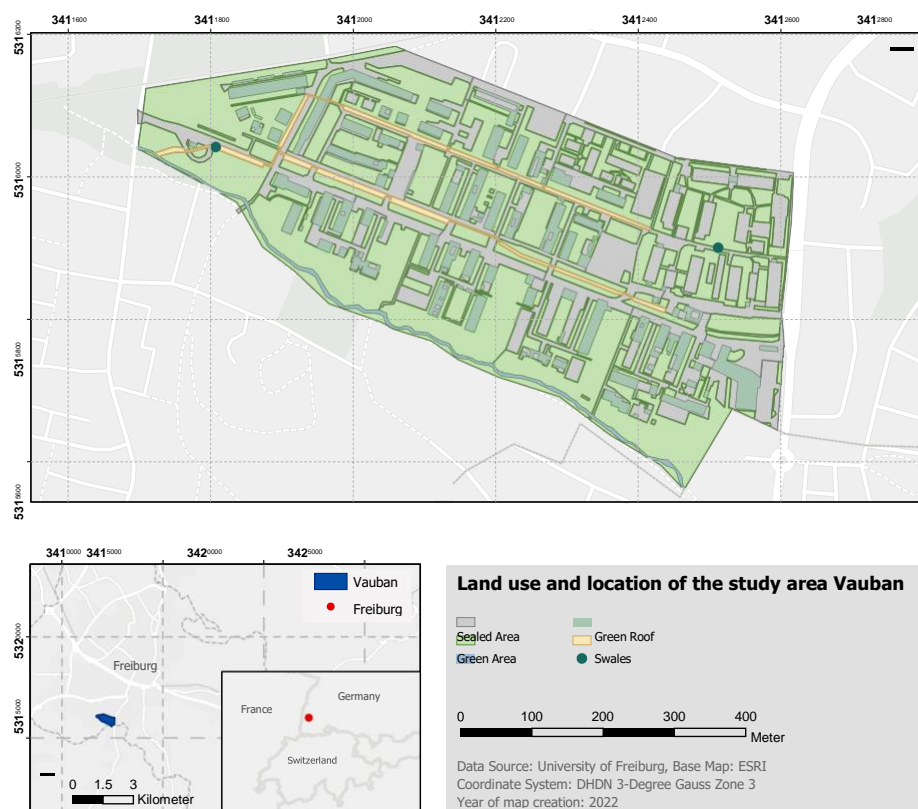 341 1600 341 1800 341 2000 341 2200 341 2400 341 2600 341 2800
531 6200
531 6000
531 5800
531 5600
341 0000 341 5000 342 0000 342 5000
532 0000
531 5000
Vauban
Freiburg
Freiburg
France
Germany
Switzerland
0 1.5 3
Kilometer
Land use and location of the study area Vauban
Sealed Area
Green Roof
Green Area
Swales
0 100 200 300 400
Meter
Data Source: University of Freiburg, Base Map: ESRI
Coordinate System: DHDN 3-Degree Gauss Zone 3
Year of map creation: 2022